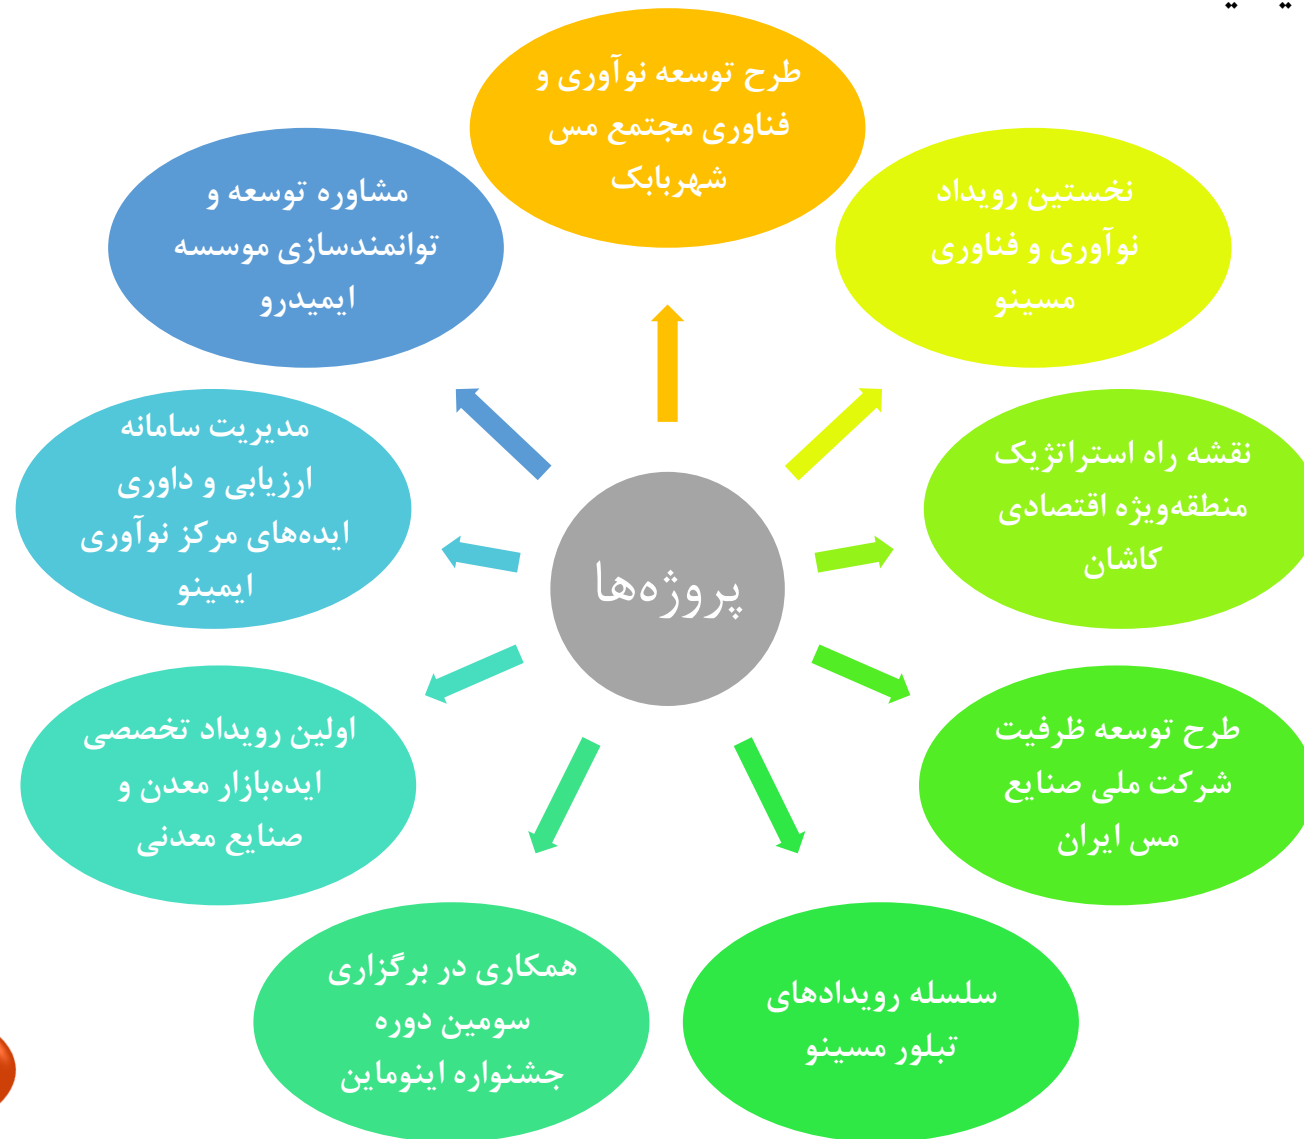 طرح توسعه نوآوری و
فناوری مجتمع مس
شهربابک
نخستین رویداد
نوآوری و فناوری
مسینو
نقشه راه استراتژیک
منطقه‌ویژه اقتصادی
کاشان
طرح توسعه ظرفیت
شرکت ملی صنایع
مس ایران
سلسله رویدادهای
تبلور مسینو
همکاری در برگزاری
سومین دوره
جشنواره اینوماین
اولین رویداد تخصصی
ایده‌بازار معدن و
صنایع معدنی
مدیریت سامانه
ارزیابی و داوری
ایده‌های مرکز نوآوری
ایمینو
مشاوره توسعه و
توانمندسازی موسسه
ایمیدرو
پروژه‌ها